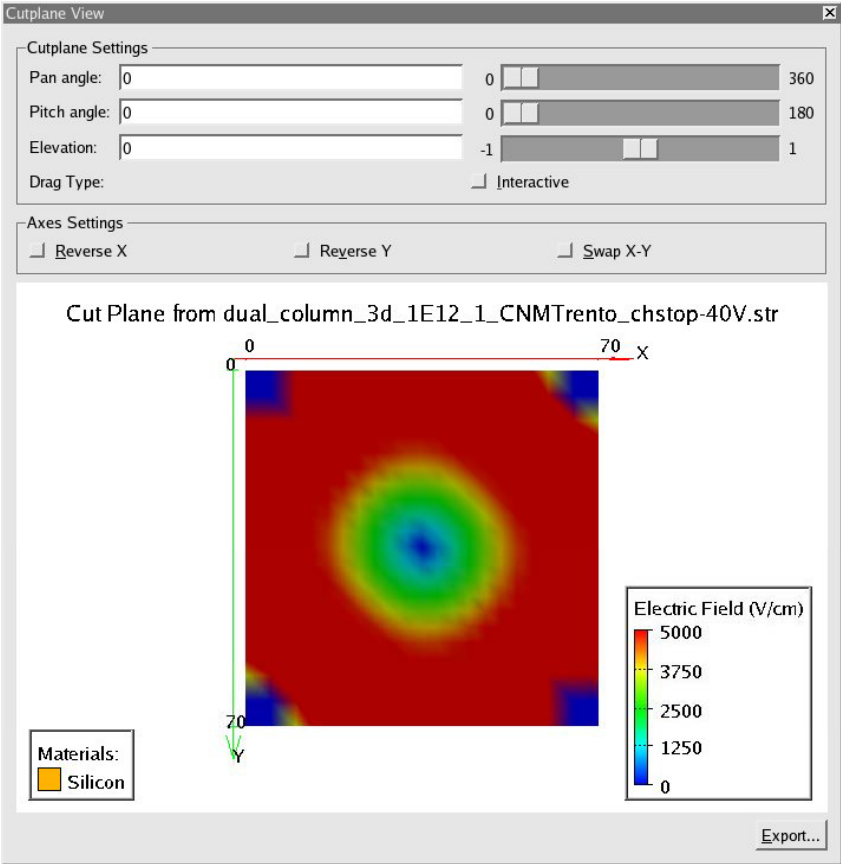 Cutplane View
Cutplane Settings
Pan angle: 0 0 360
Pitch angle: 0 0 180
Elevation: 0 -1 1
Drag Type: Interactive
Axes Settings
Reverse X Reverse Y Swap X-Y
Cut Plane from dual_column_3d_1E12_1_CNMTrento_chstop-40V.str
0 70 X
0
70
Y
Electric Field (V/cm)
5000
3750
2500
1250
0
Materials:
Silicon
Export...